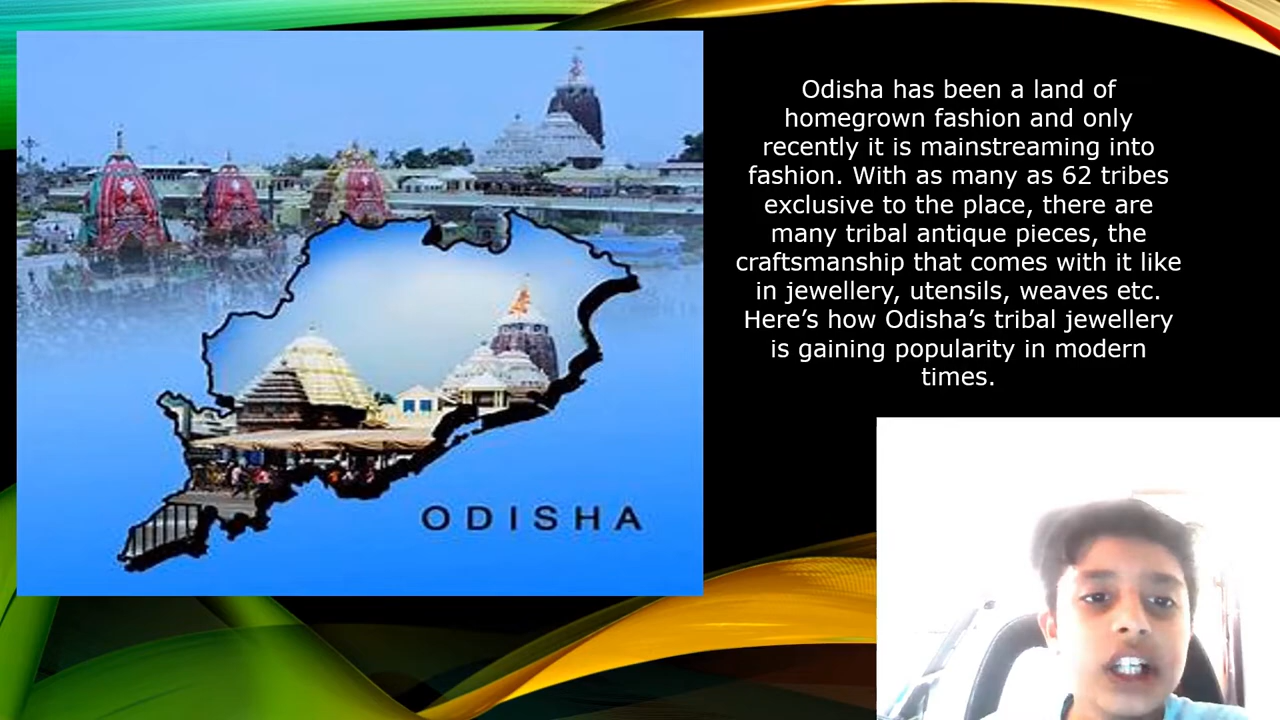 Odisha has been a land of
homegrown fashion and only
recently it is mainstreaming into
fashion. With as many as 62 tribes
exclusive to the place, there are
many tribal antique pieces, the
craftsmanship that comes with it like
in jewellery, utensils, weaves etc.
Here’s how Odisha’s tribal jewellery
is gaining popularity in modern
times.
ODISHA